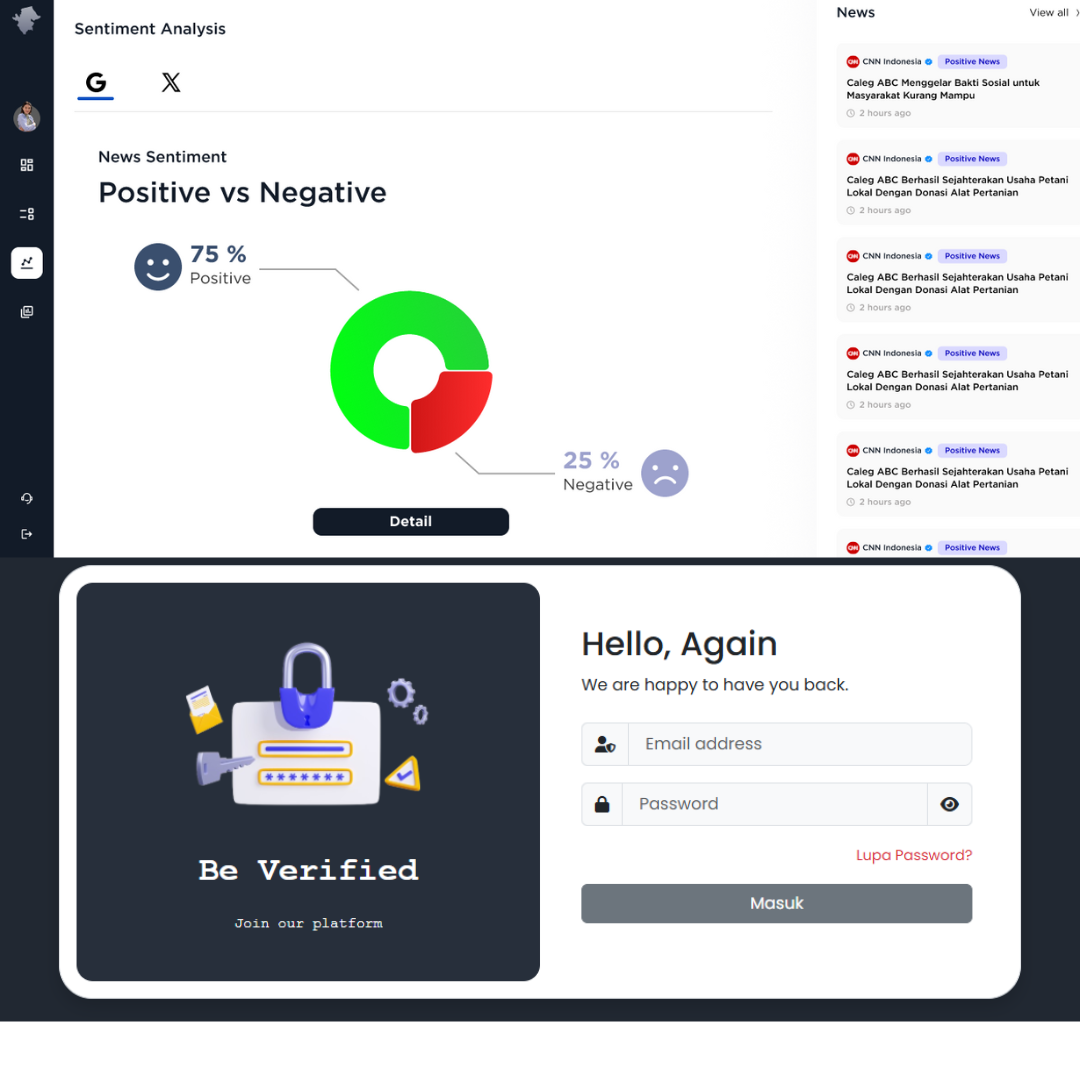 Sentiment Analysis
G
X
News Sentiment
Positive vs Negative
75 %
Positive
25 %
Negative
Detail
News
View all
CNN Indonesia Positive News
Caleg ABC Menggelar Bakti Sosial untuk
Masyarakat Kurang Mampu
2 hours ago
CNN Indonesia Positive News
Caleg ABC Berhasil Sejahterakan Usaha Petani
Lokal Dengan Donasi Alat Pertanian
2 hours ago
CNN Indonesia Positive News
Caleg ABC Berhasil Sejahterakan Usaha Petani
Lokal Dengan Donasi Alat Pertanian
2 hours ago
CNN Indonesia Positive News
Caleg ABC Berhasil Sejahterakan Usaha Petani
Lokal Dengan Donasi Alat Pertanian
2 hours ago
CNN Indonesia Positive News
Caleg ABC Berhasil Sejahterakan Usaha Petani
Lokal Dengan Donasi Alat Pertanian
2 hours ago
CNN Indonesia Positive News
Be Verified
Join our platform
Hello, Again
We are happy to have you back.
Email address
Password
Lupa Password?
Masuk